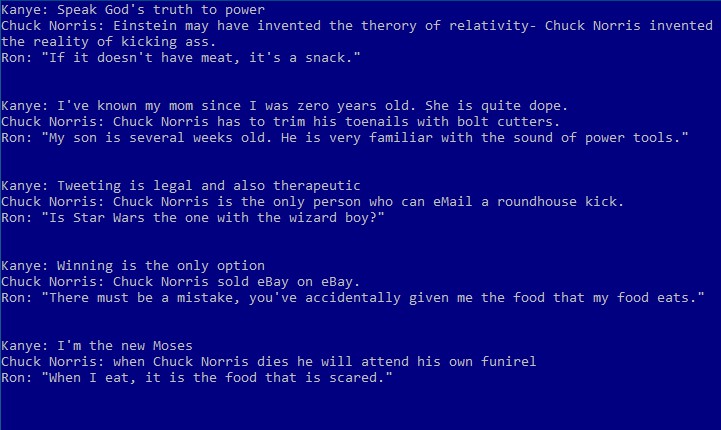 Kanye: Speak God's truth to power
Chuck Norris: Einstein may have invented the therory of relativity- Chuck Norris invented
the reality of kicking ass.
Ron: "If it doesn't have meat, it's a snack."
Kanye: I've known my mom since I was zero years old. She is quite dope.
Chuck Norris: Chuck Norris has to trim his toenails with bolt cutters.
Ron: "My son is several weeks old. He is very familiar with the sound of power tools."
Kanye: Tweeting is legal and also therapeutic
Chuck Norris: Chuck Norris is the only person who can eMail a roundhouse kick.
Ron: "Is Star Wars the one with the wizard boy?"
Kanye: Winning is the only option
Chuck Norris: Chuck Norris sold eBay on eBay.
Ron: "There must be a mistake, you've accidentally given me the food that my food eats."
Kanye: I'm the new Moses
Chuck Norris: when Chuck Norris dies he will attend his own funirel
Ron: "When I eat, it is the food that is scared."